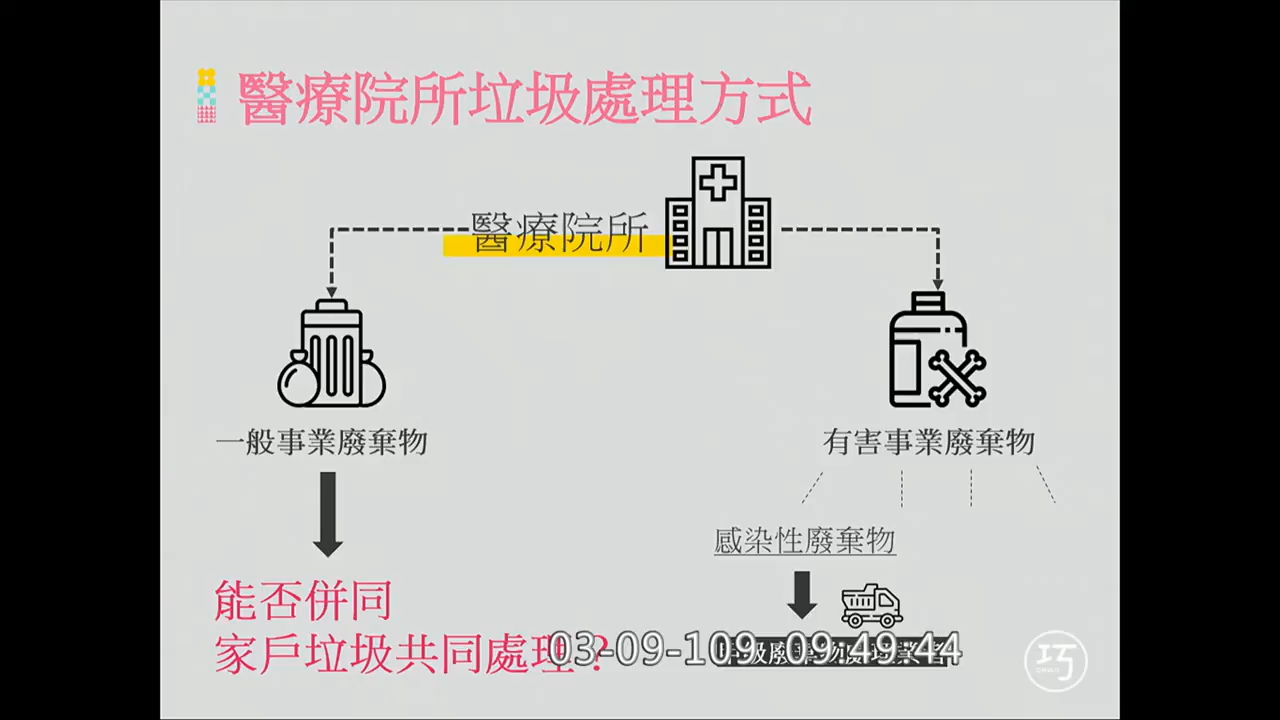 醫療院所垃圾處理方式
醫療院所
一般事業廢棄物
有害事業廢棄物
感染性廢棄物
能否併同
家戶垃圾共同處理?
03-09-109 09:49:44
巧